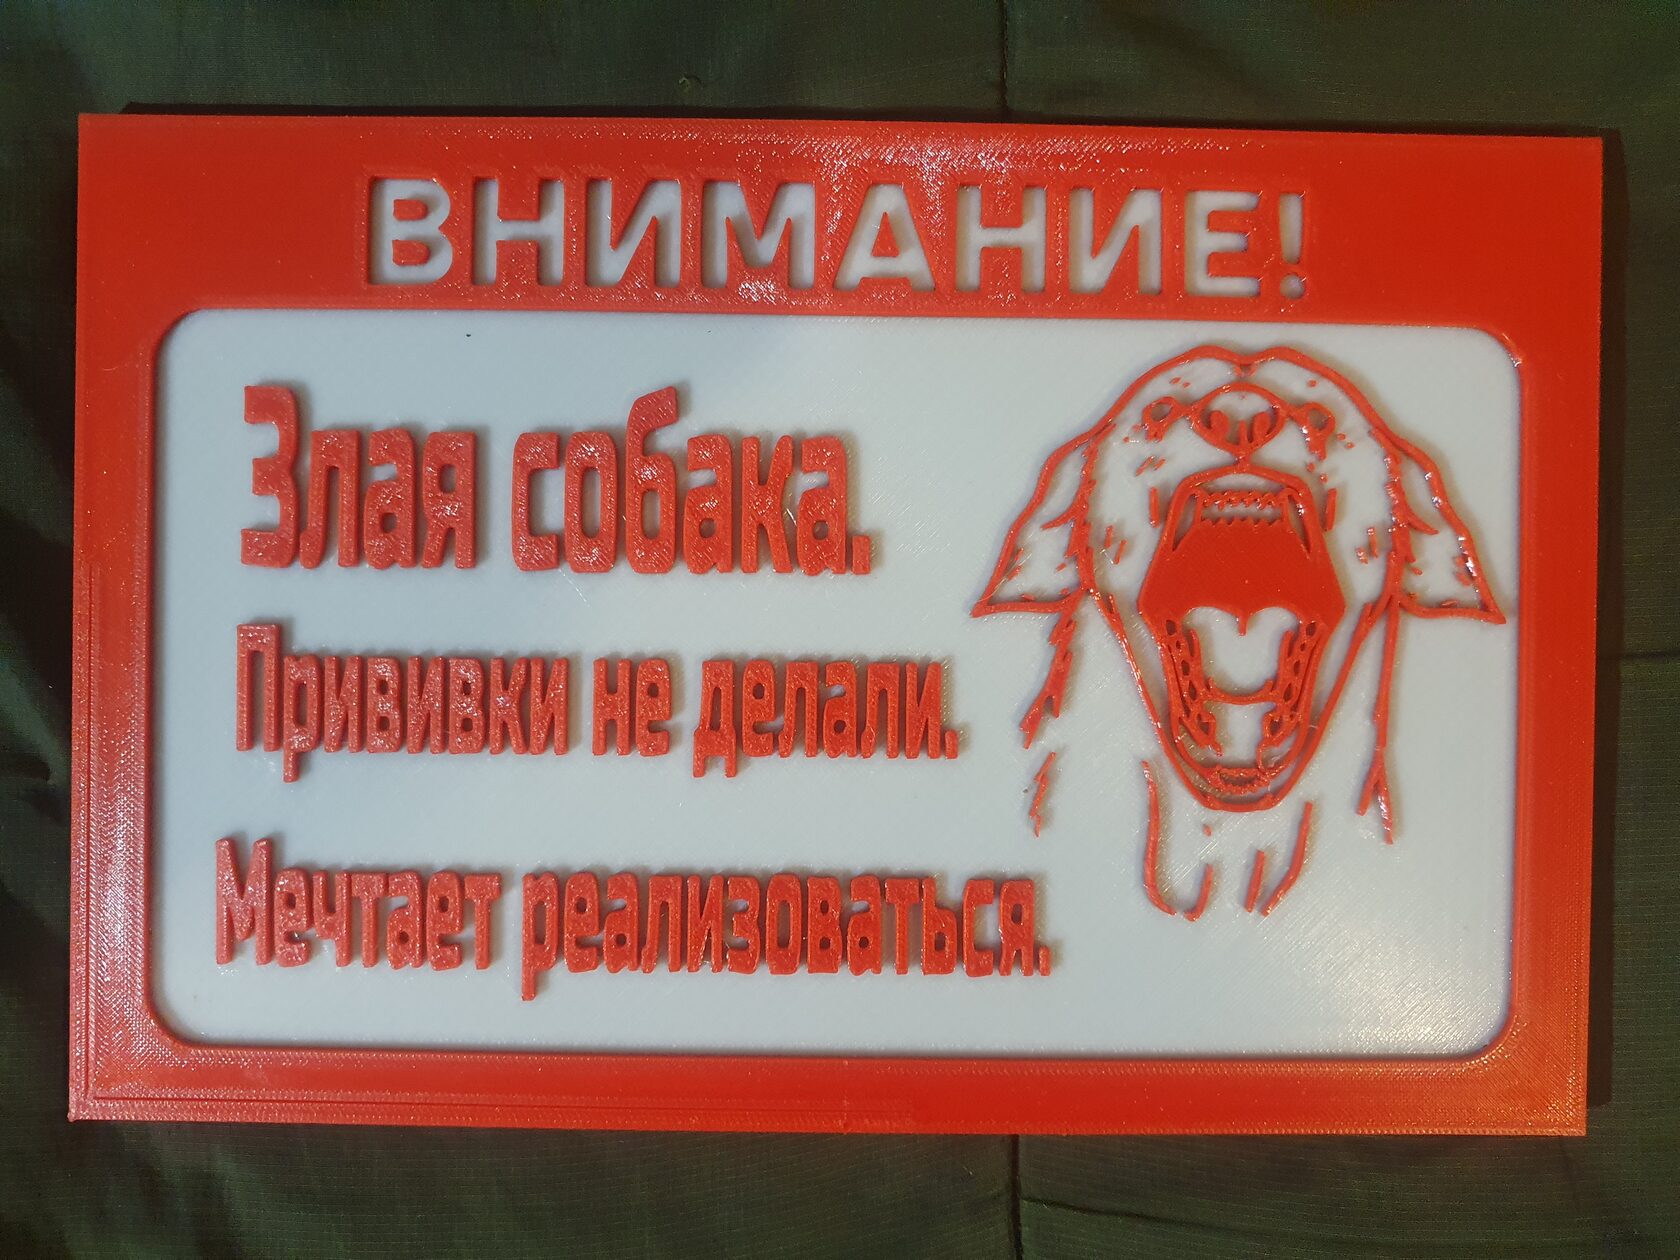 ВНИМАНИЕ!
Злая собака.
Прививки не делали.
Мечтает реализоваться.